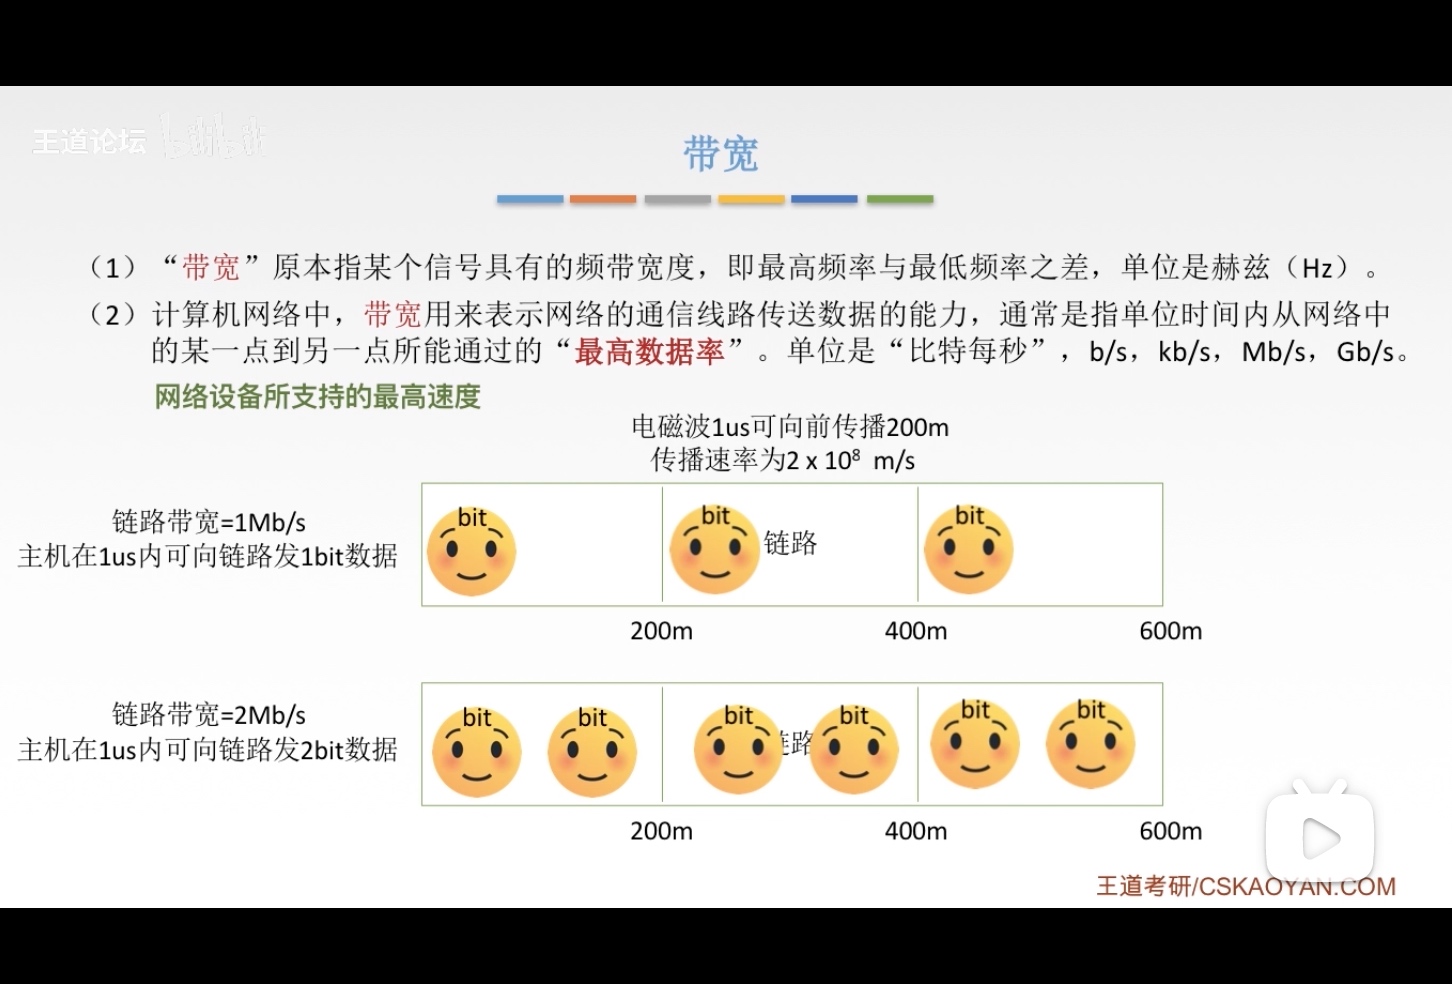 王道论坛 bilibili
带宽
（1）“带宽”原本指某个信号具有的频带宽度，即最高频率与最低频率之差，单位是赫兹（Hz）。
（2）计算机网络中，带宽用来表示网络的通信线路传送数据的能力，通常是指单位时间内从网络中
的某一点到另一点所能通过的“最高数据率”。单位是“比特每秒”，b/s，kb/s，Mb/s，Gb/s。
网络设备所支持的最高速度
电磁波1us可向前传播200m
传播速率为2 x 10⁸ m/s
链路带宽=1Mb/s
主机在1us内可向链路发1bit数据
bit bit 链路 bit
200m 400m 600m
链路带宽=2Mb/s
主机在1us内可向链路发2bit数据
bit bit bit 路 bit bit bit
200m 400m 600m
王道考研/CSKAOYAN.COM